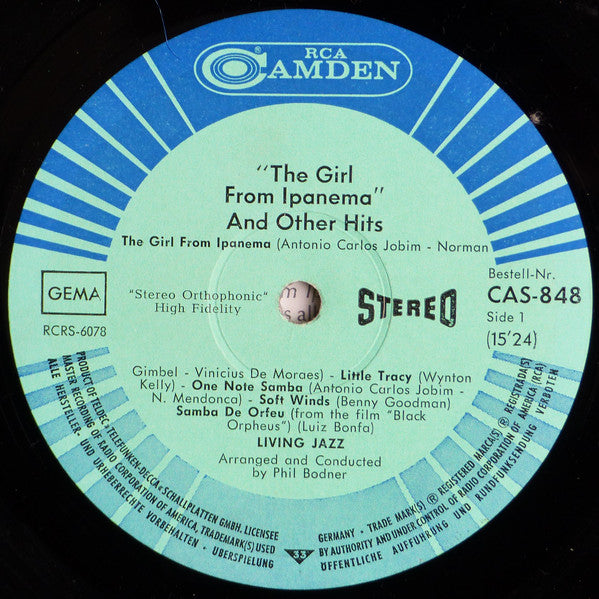 RCA
CAMDEN
"The Girl
From Ipanema"
And Other Hits
The Girl From Ipanema (Antonio Carlos Jobim - Norman
GEMA
RCRS-6078
"Stereo Orthophonic"
High Fidelity
STEREO
Bestell-Nr.
CAS-848
Side 1
(15'24)
Gimbel - Vinicius De Moraes) - Little Tracy (Wynton
Kelly) - One Note Samba (Antonio Carlos Jobim -
N. Mendonca) - Soft Winds (Benny Goodman)
Samba De Orfeu (from the film "Black
Orpheus") (Luiz Bonfa)
LIVING JAZZ
Arranged and Conducted
by Phil Bodner
PRODUCT OF TELDEC »TELEFUNKEN-DECCA« SCHALLPLATTEN GMBH. LICENSEE
MASTER RECORDING OF RADIO CORPORATION OF AMERICA, TRADEMARK(S) USED
AELE HERSTELLER- UND URHEBERRECHTE VORBEHALTEN · ÜBERSPIELUNG
33
GERMANY · TRADE MARK(S) ® REGISTERED MARCA(S) ® REGISTRADA(S)
BY AUTHORITY AND UNDER CONTROL OF RADIO CORPORATION OF AMERICA (RCA)
ÖFFENTLICHE AUFFÜHRUNG UND RUNDFUNKSENDUNG VERBOTEN